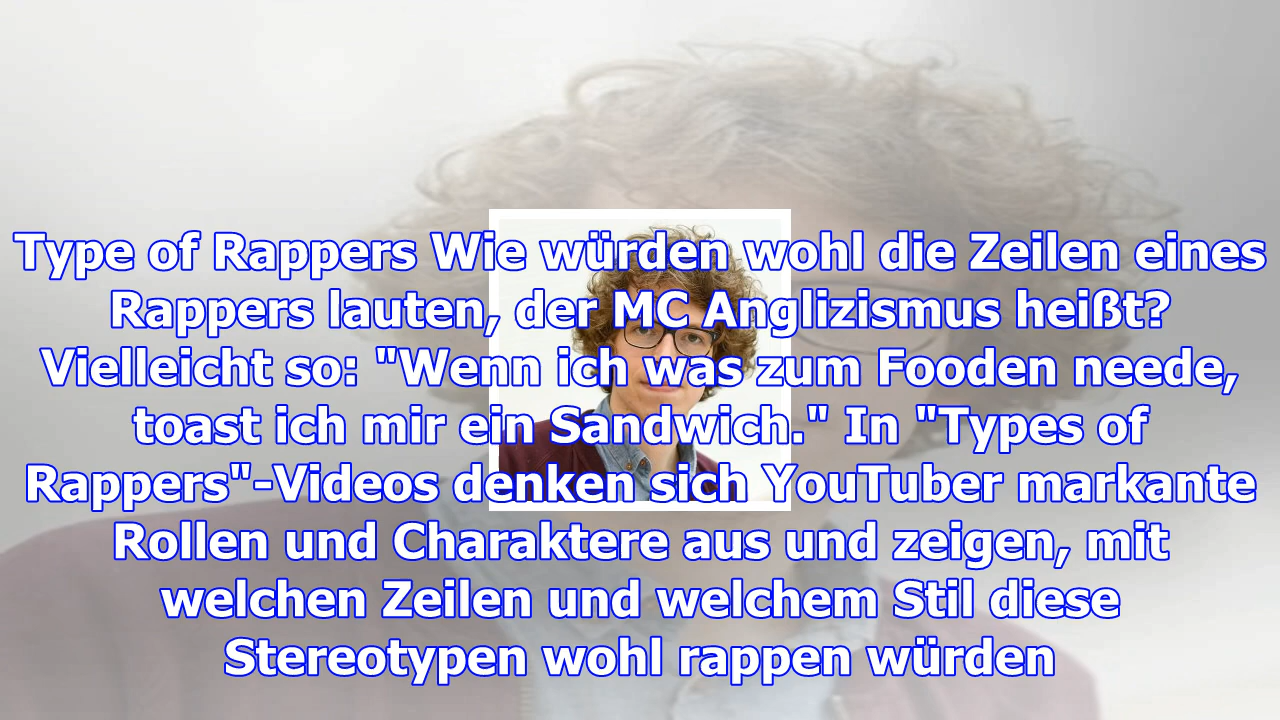 Type of Rappers Wie würden wohl die Zeilen eines
Rappers lauten, der MC Anglizismus heißt?
Vielleicht so: "Wenn ich was zum Fooden neede,
toast ich mir ein Sandwich." In "Types of
Rappers"-Videos denken sich YouTuber markante
Rollen und Charaktere aus und zeigen, mit
welchen Zeilen und welchem Stil diese
Stereotypen wohl rappen würden